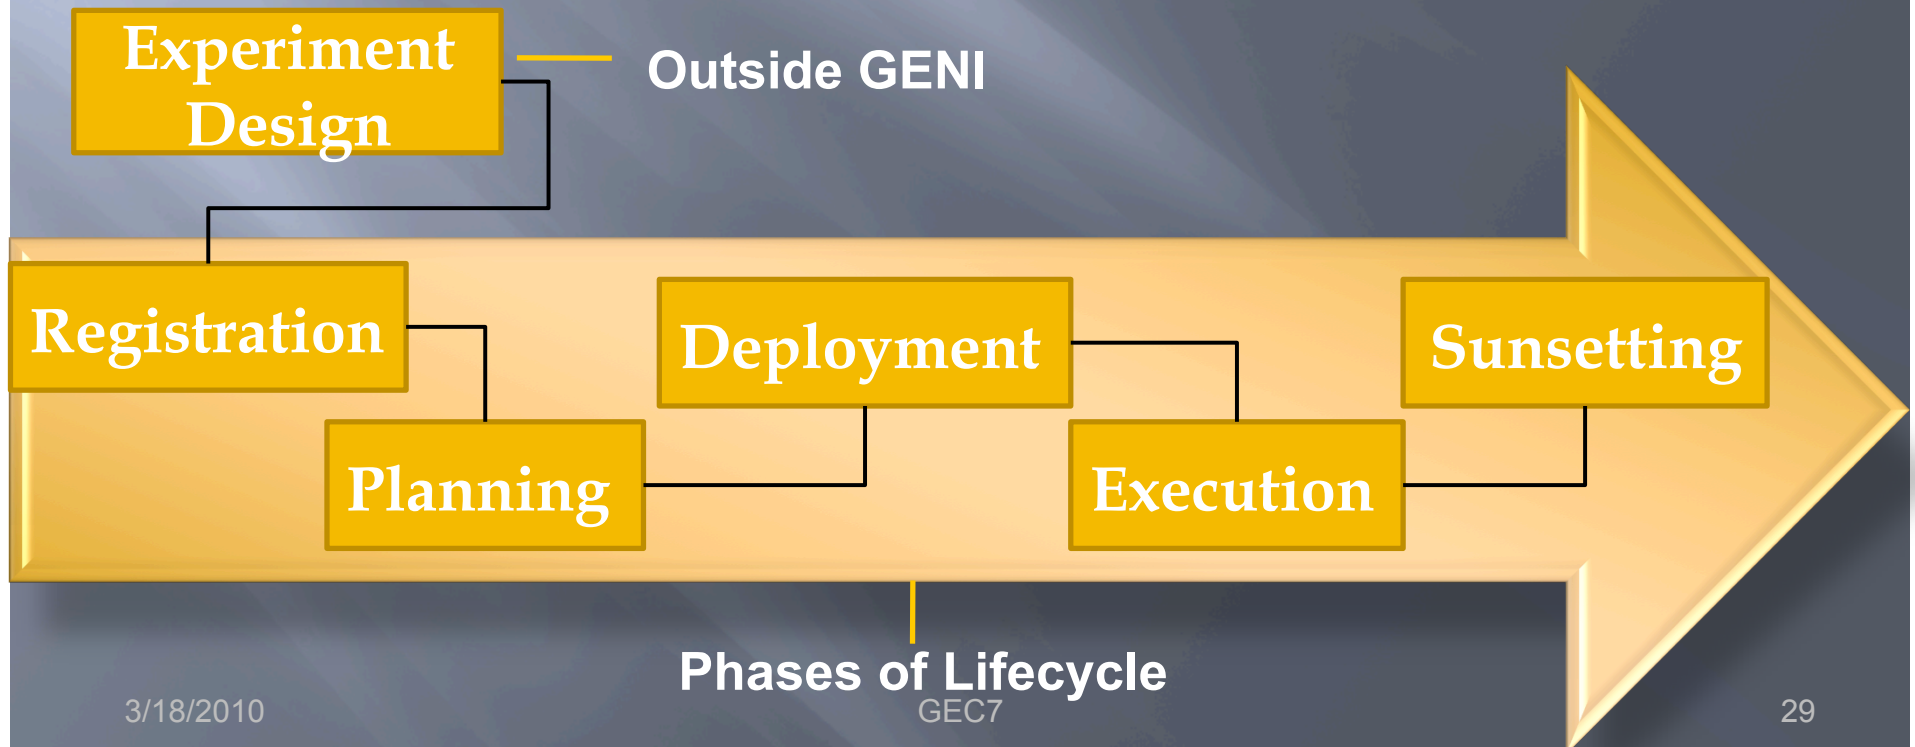 Experiment
Design
Outside GENI
Registration
Planning
Deployment
Execution
Sunsetting
Phases of Lifecycle
3/18/2010
GEC7
29